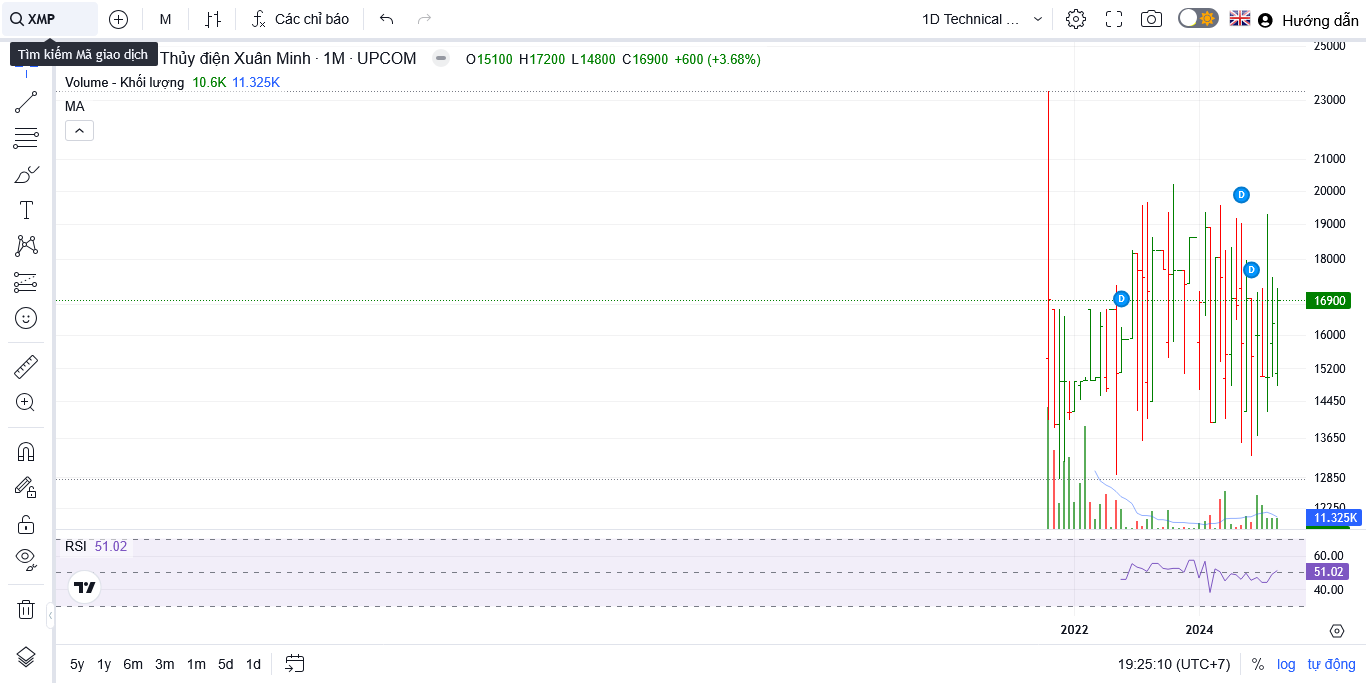 XMP
M
Các chỉ báo
1D Technical ...
Hướng dẫn
Tìm kiếm Mã giao dịch
Thủy điện Xuân Minh · 1M · UPCOM
O15100 H17200 L14800 C16900 +600 (+3.68%)
Volume - Khối lượng 10.6K 11.325K
MA
25000
23000
21000
20000
19000
18000
16900
16000
15200
14450
13650
12850
12250
11.325K
D
D
D
RSI 51.02
60.00
51.02
40.00
2022
2024
5y 1y 6m 3m 1m 5d 1d
19:25:10 (UTC+7)
% log tự động